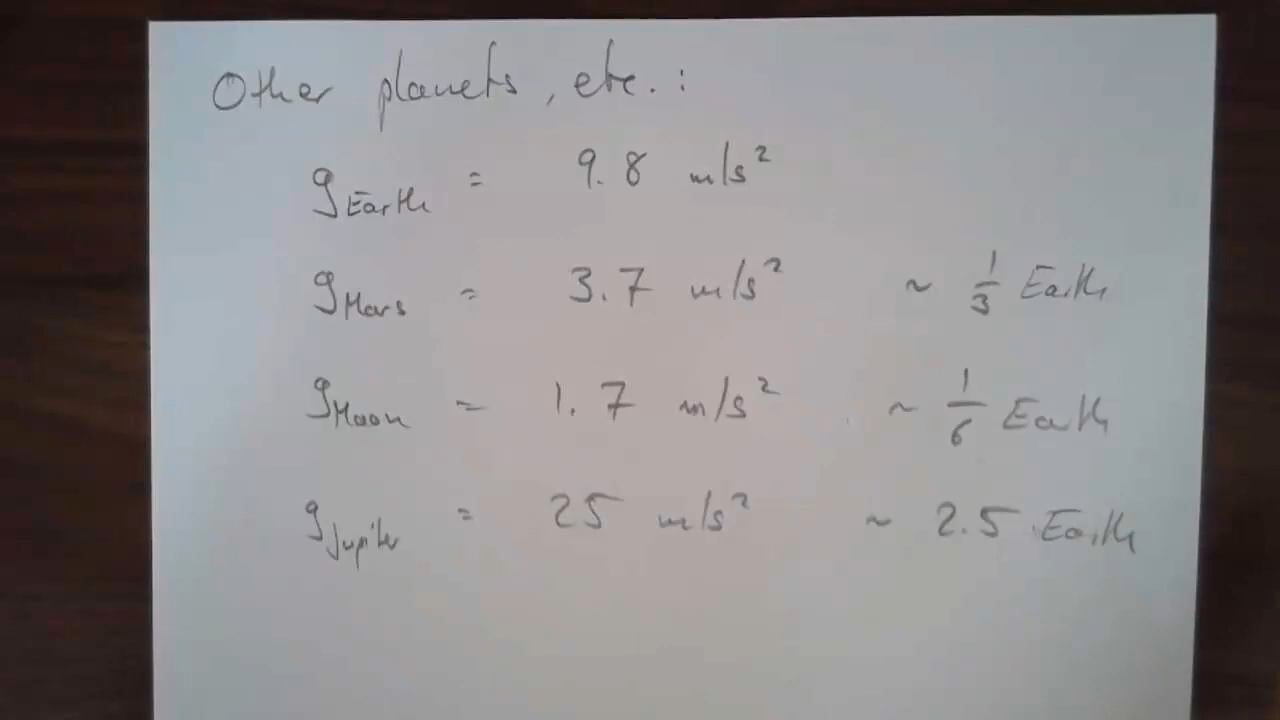 Other planets, etc.:
g Earth = 9.8 m/s²
g Mars = 3.7 m/s² ~ 1/3 Earth
g Moon = 1.7 m/s² ~ 1/6 Earth
g Jupiter = 25 m/s² ~ 2.5 Earth